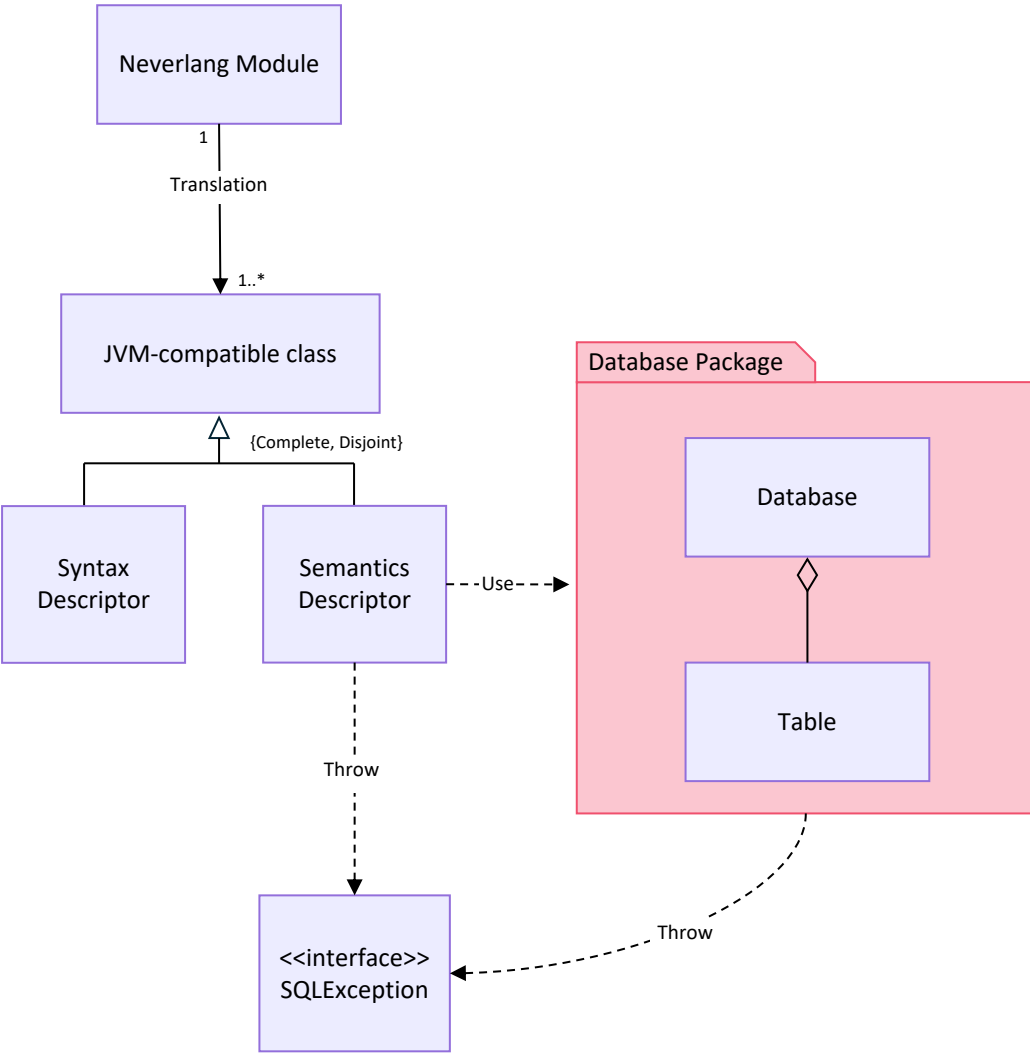 Neverlang Module
1
Translation
1..*
JVM-compatible class
{Complete, Disjoint}
Syntax
Descriptor
Semantics
Descriptor
Use
Database Package
Database
Table
Throw
Throw
<<interface>>
SQLException